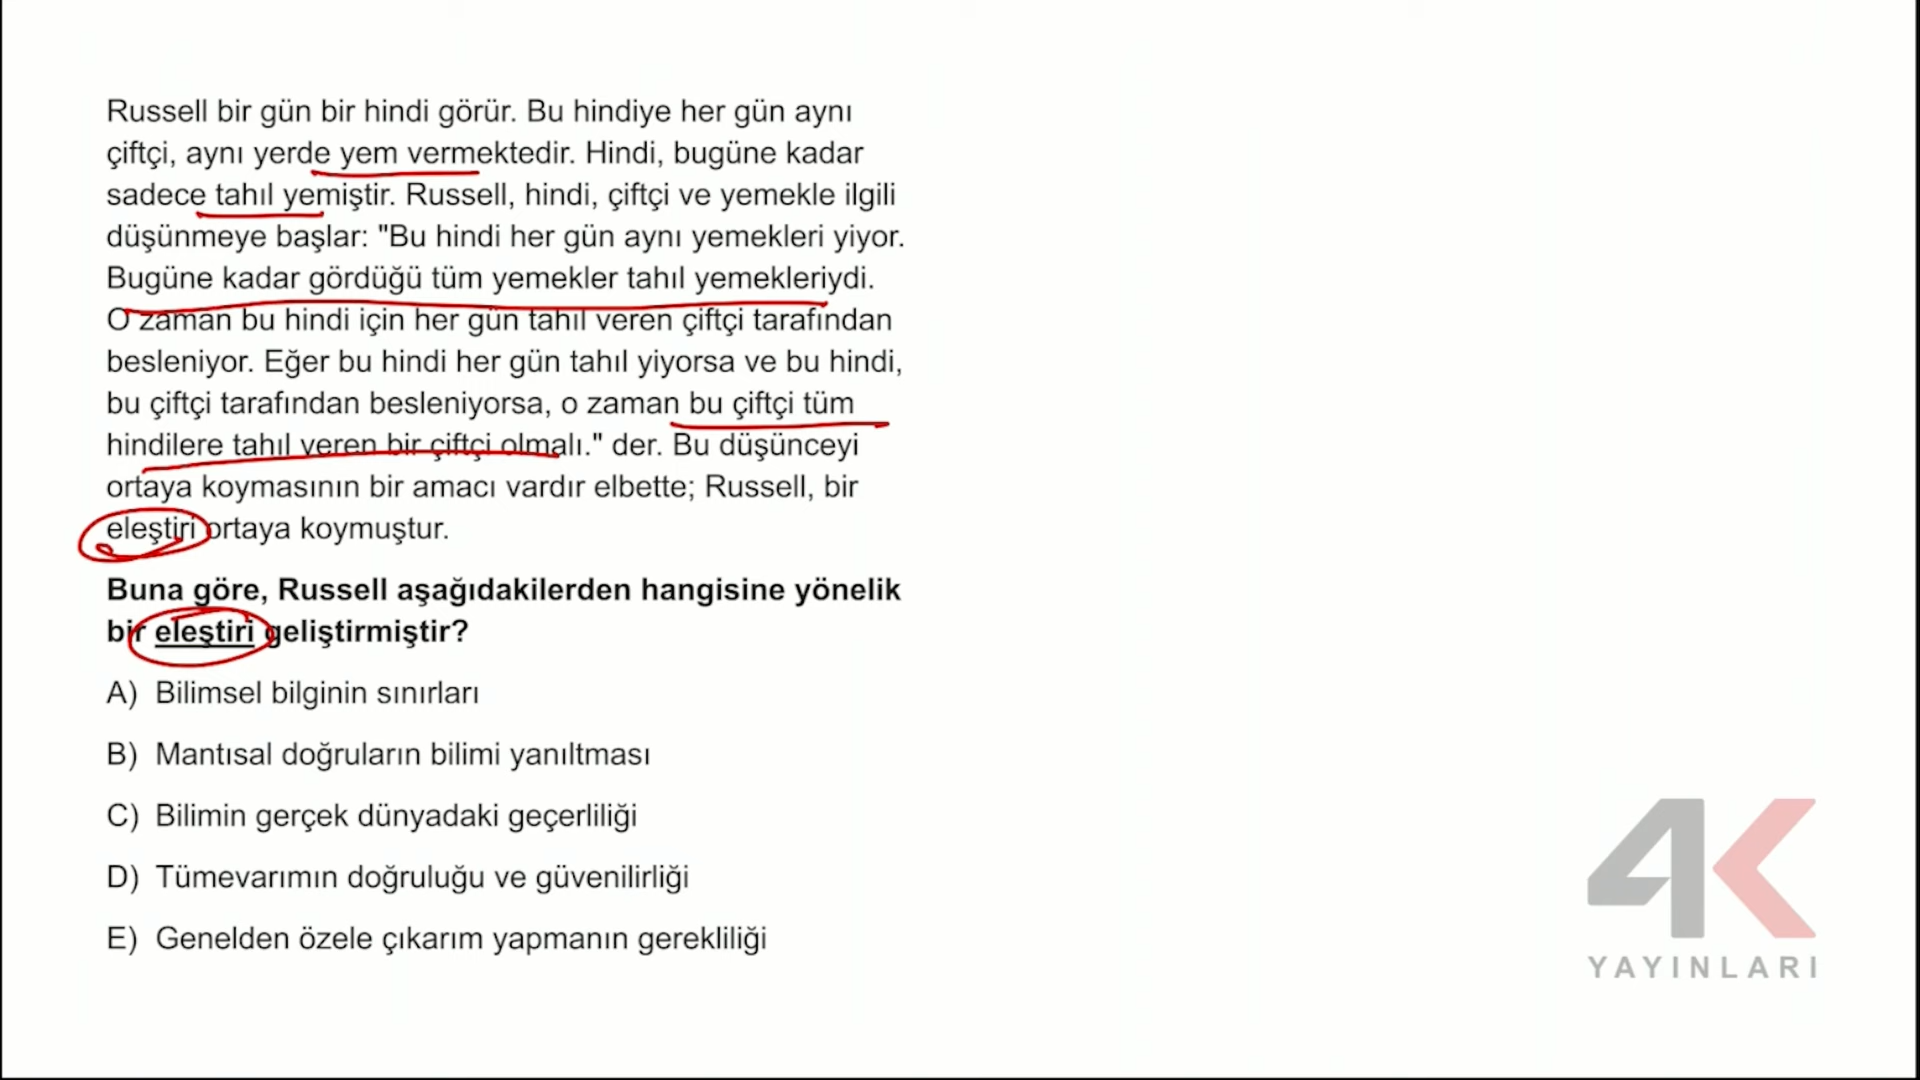 Russell bir gün bir hindi görür. Bu hindiye her gün aynı
çiftçi, aynı yerde yem vermektedir. Hindi, bugüne kadar
sadece tahıl yemiştir. Russell, hindi, çiftçi ve yemekle ilgili
düşünmeye başlar: "Bu hindi her gün aynı yemekleri yiyor.
Bugüne kadar gördüğü tüm yemekler tahıl yemekleriydi.
O zaman bu hindi için her gün tahıl veren çiftçi tarafından
besleniyor. Eğer bu hindi her gün tahıl yiyorsa ve bu hindi,
bu çiftçi tarafından besleniyorsa, o zaman bu çiftçi tüm
hindilere tahıl veren bir çiftçi olmalı." der. Bu düşünceyi
ortaya koymasının bir amacı vardır elbette; Russell, bir
eleştiri ortaya koymuştur.
Buna göre, Russell aşağıdakilerden hangisine yönelik
bir eleştiri geliştirmiştir?
A) Bilimsel bilginin sınırları
B) Mantısal doğruların bilimi yanıltması
C) Bilimin gerçek dünyadaki geçerliliği
D) Tümevarımın doğruluğu ve güvenilirliği
E) Genelden özele çıkarım yapmanın gerekliliği
4K
YAYINLARI